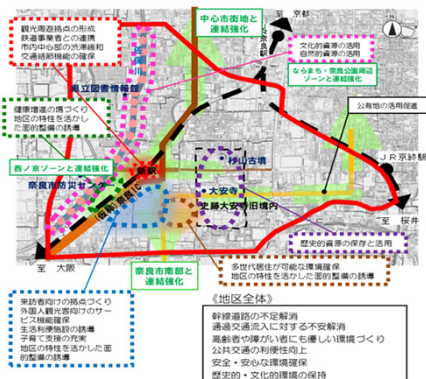 観光周遊拠点の形成
鉄道事業者との連携
市内中心部の渋滞緩和
交通結節機能の確保
中心市街地と
連結強化
至 京都
文化的資源の活用
自然的資源の活用
ならまち・奈良公園周辺
ゾーンと連結強化
県立図書情報館
健康増進の場づくり
地区の特性を活かし
た面的整備の誘導
公有地の活用促進
西ノ京ゾーンと連結強化
新駅
杉山古墳
JR京終駅
奈良市防災センター
大安寺
(仮称)奈良IC
史跡大安寺旧境内
至 桜井
歴史的資源の保存と活用
至 大阪
奈良市南部と
連結強化
多世代居住が可能な環境確保
地区の特性を活かした面的整備の誘導
来訪者向けの拠点づくり
外国人観光客向けのサー
ビス機能確保
生活利便施設の誘導
子育て支援の充実
地区の特性を活かした面
的整備の誘導
《地区全体》
幹線道路の不足解消
通過交通流入に対する不安解消
高齢者や障がい者にも優しい環境づくり
公共交通の利便性向上
安全・安心な環境確保
歴史的・文化的環境の保持